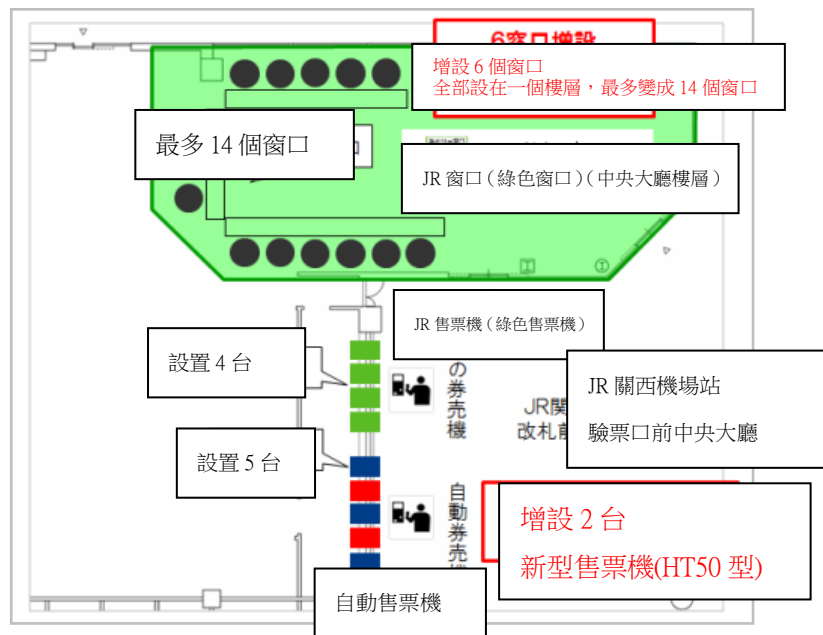 6窓口増設
增設 6 個窗口
全部設在一個樓層，最多變成 14 個窗口
最多 14 個窗口
JR 窗口（綠色窗口）（中央大廳樓層）
JR 售票機（綠色售票機）
設置 4 台
の券売機
JR関
改札前
JR 關西機場站
驗票口前中央大廳
設置 5 台
自動券売機
增設 2 台
新型售票機(HT50 型)
自動售票機